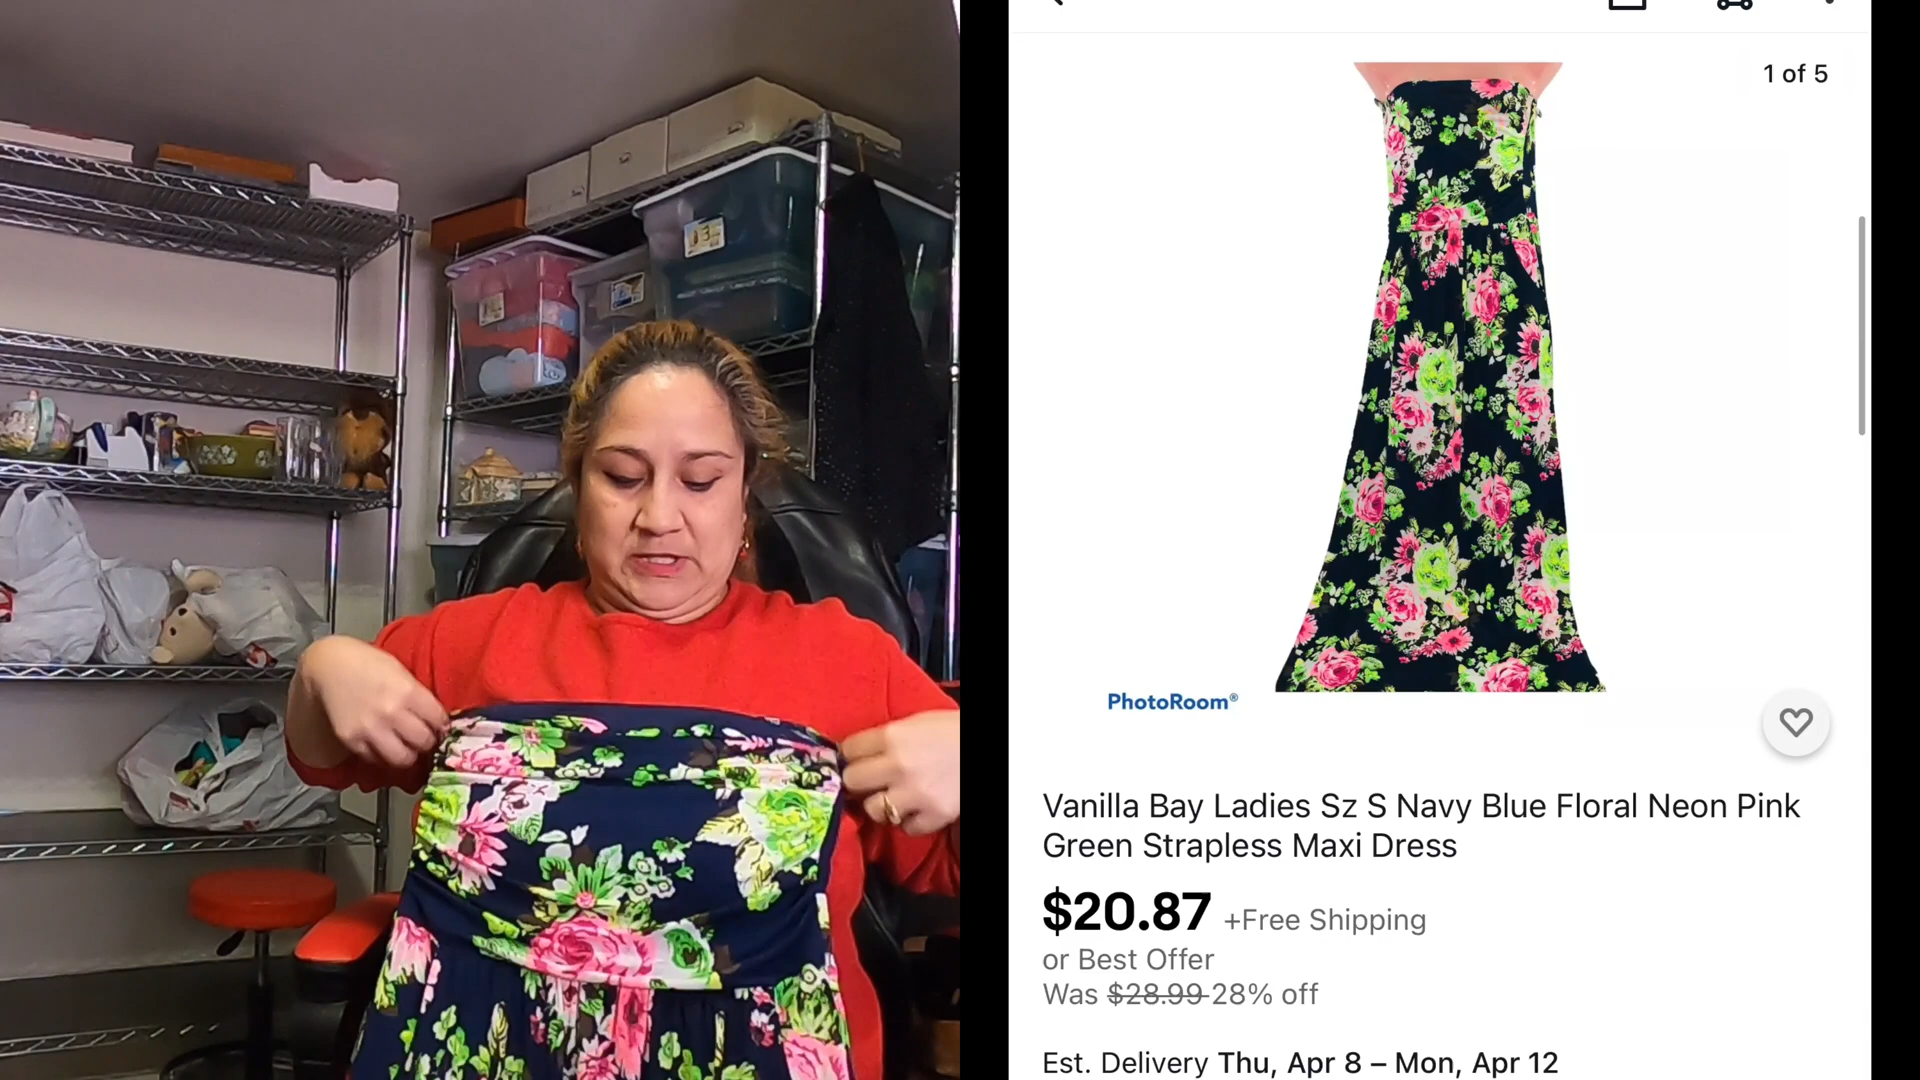 1 of 5
PhotoRoom®
Vanilla Bay Ladies Sz S Navy Blue Floral Neon Pink
Green Strapless Maxi Dress
$20.87 +Free Shipping
or Best Offer
Was $28.99 28% off
Est. Delivery Thu, Apr 8 – Mon, Apr 12